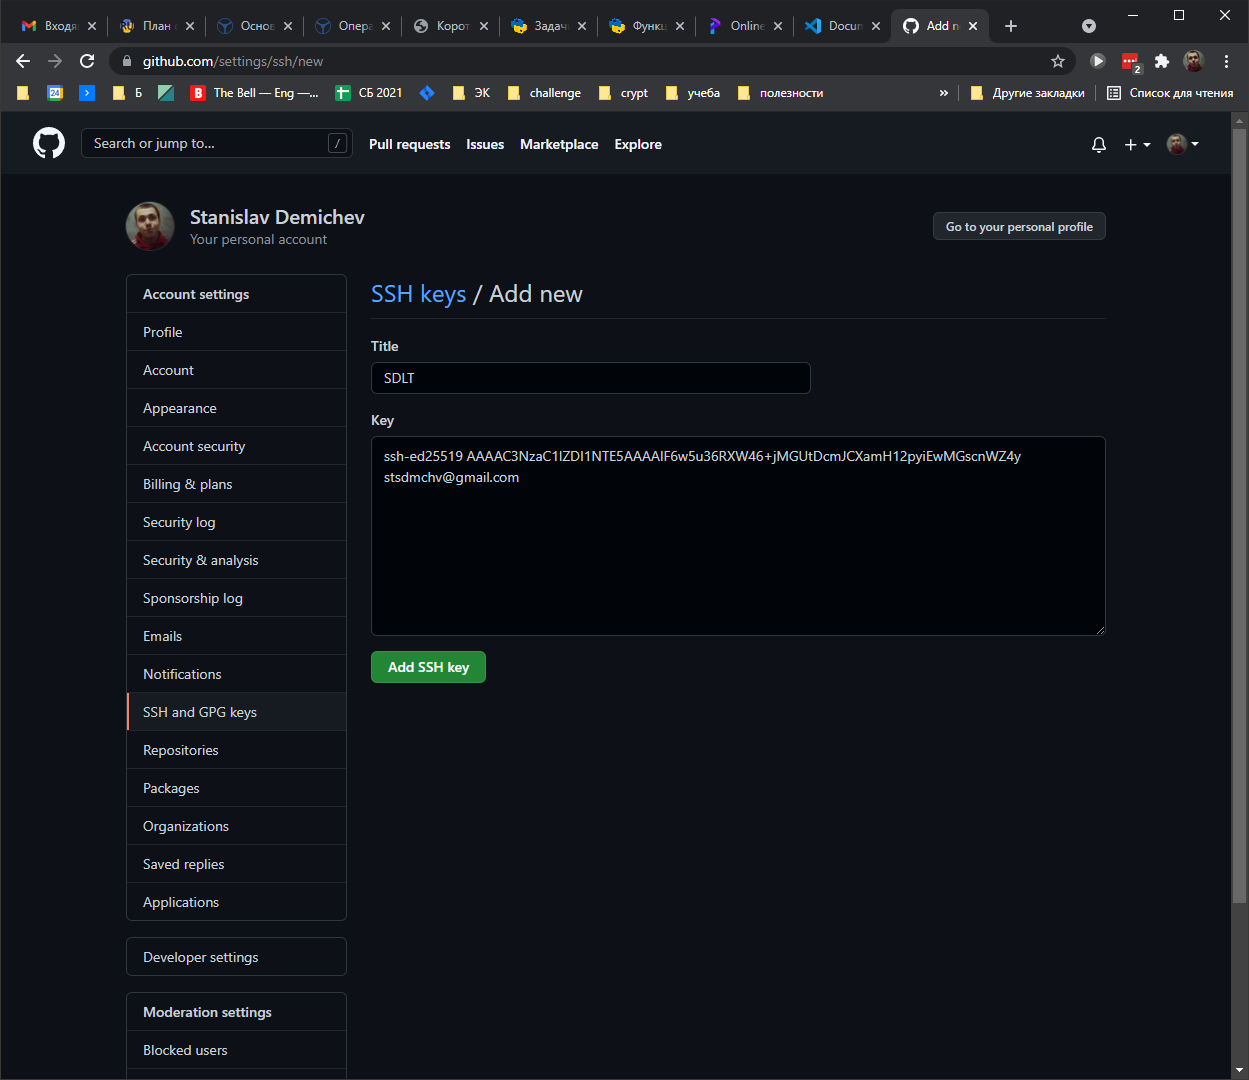 Входя
План
Основ
Опера
Корот
Задач
Функц
Online
Docun
Add n
github.com/settings/ssh/new
2
24
Б
B
The Bell — Eng —...
СБ 2021
ЭК
challenge
crypt
учеба
полезности
»
Другие закладки
Список для чтения
Search or jump to...
/
Pull requests
Issues
Marketplace
Explore
Stanislav Demichev
Your personal account
Go to your personal profile
Account settings
Profile
Account
Appearance
Account security
Billing & plans
Security log
Security & analysis
Sponsorship log
Emails
Notifications
SSH and GPG keys
Repositories
Packages
Organizations
Saved replies
Applications
Developer settings
Moderation settings
Blocked users
SSH keys / Add new
Title
SDLT
Key
ssh-ed25519 AAAAC3NzaC1lZDI1NTE5AAAAIF6w5u36RXW46+jMGUtDcmJCXamH12pyiEwMGscnWZ4y
stsdmchv@gmail.com
Add SSH key